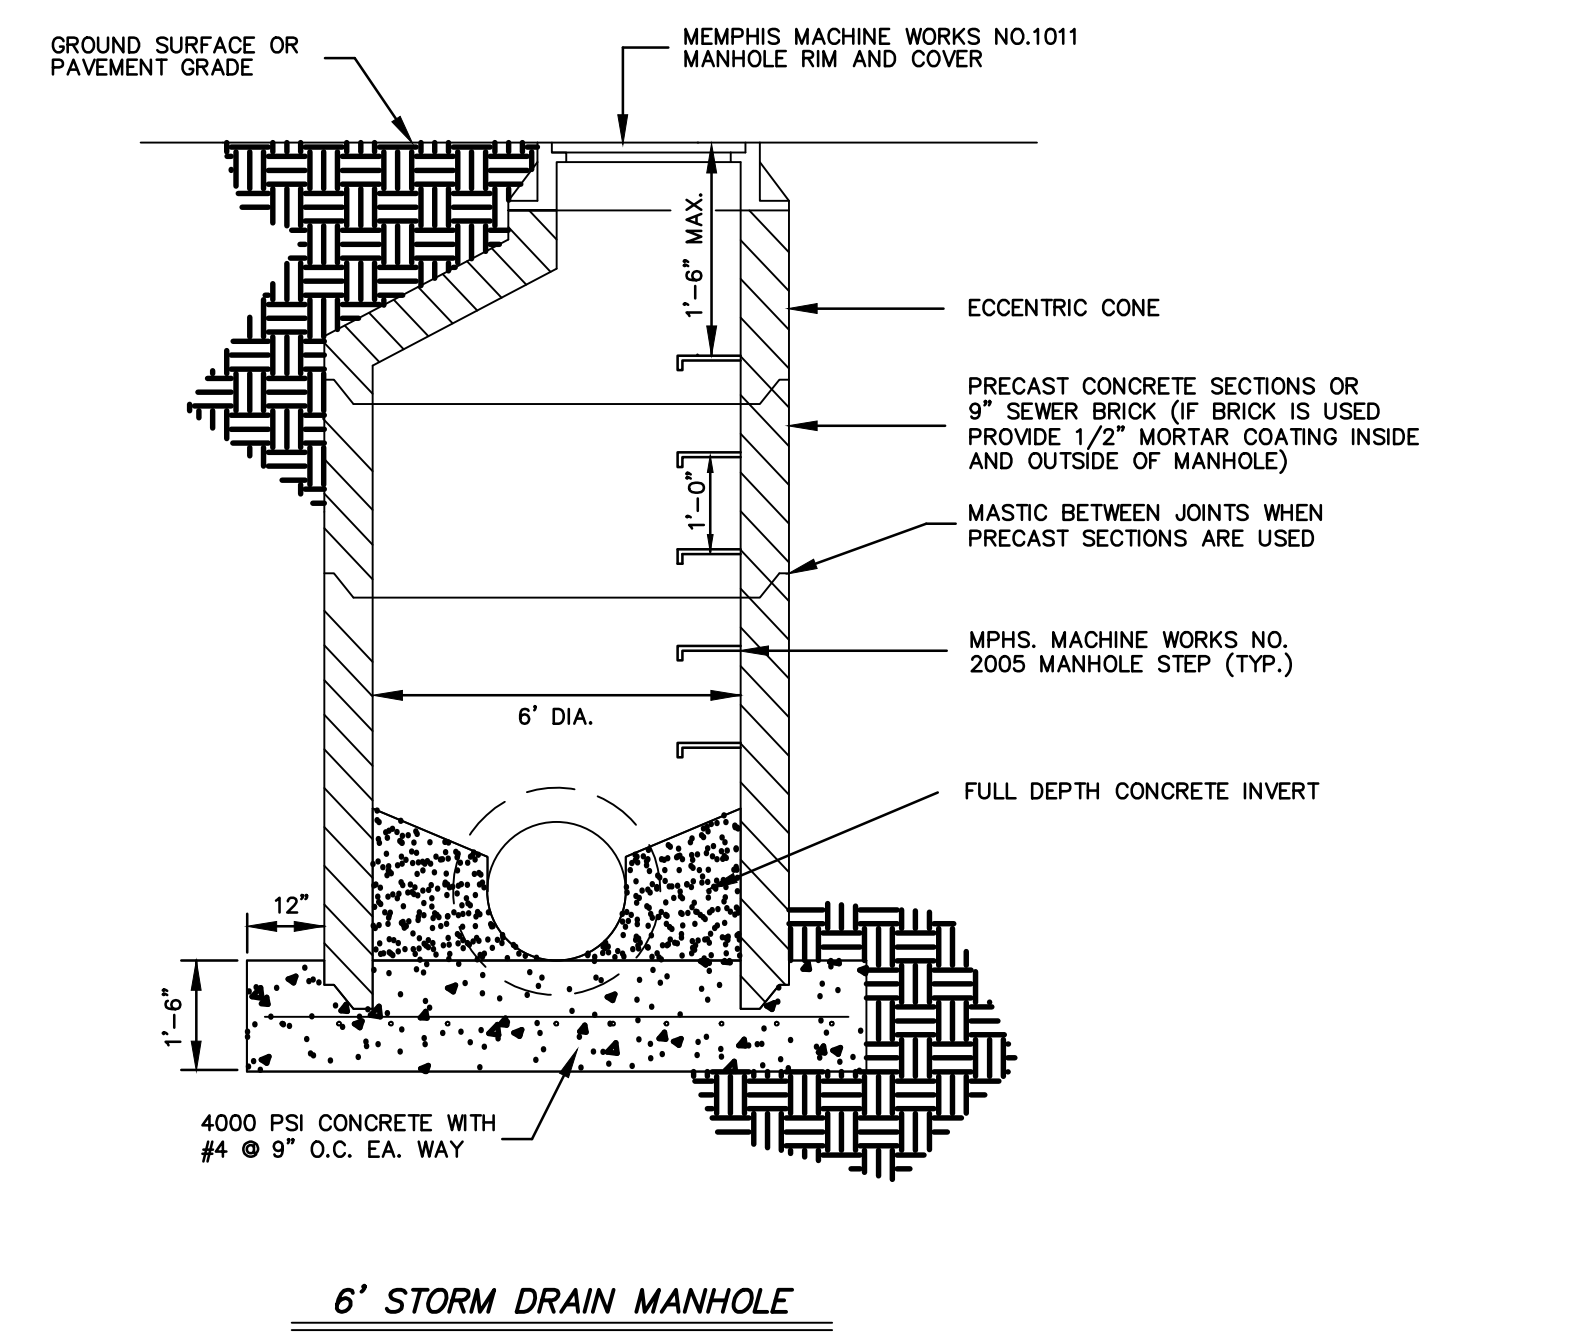 GROUND SURFACE OR
PAVEMENT GRADE
MEMPHIS MACHINE WORKS NO.1011
MANHOLE RIM AND COVER
1'-6" MAX.
ECCENTRIC CONE
PRECAST CONCRETE SECTIONS OR
9" SEWER BRICK (IF BRICK IS USED
PROVIDE 1/2" MORTAR COATING INSIDE
AND OUTSIDE OF MANHOLE)
1'-0"
MASTIC BETWEEN JOINTS WHEN
PRECAST SECTIONS ARE USED
MPHS. MACHINE WORKS NO.
2005 MANHOLE STEP (TYP.)
6' DIA.
FULL DEPTH CONCRETE INVERT
12"
1'-6"
4000 PSI CONCRETE WITH
#4 @ 9" O.C. EA. WAY
6' STORM DRAIN MANHOLE